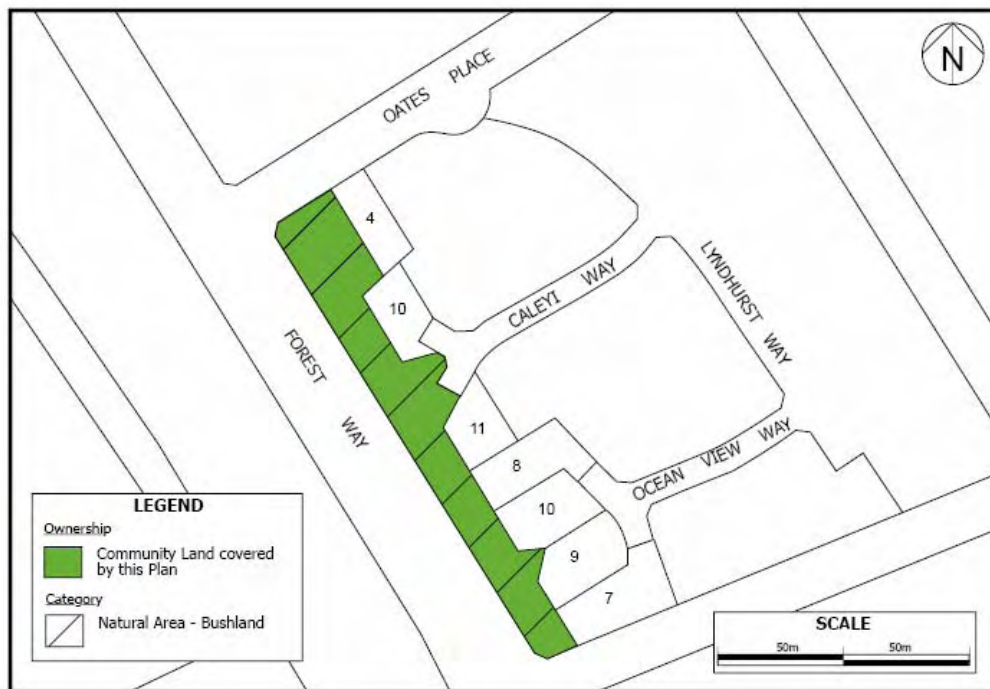 N
OATES PLACE
4
10
CALEYI WAY
LYNDHURST WAY
FOREST WAY
11
8
OCEAN VIEW WAY
10
9
7
LEGEND
Ownership
Community Land covered
by this Plan
Category
Natural Area - Bushland
SCALE
50m 50m